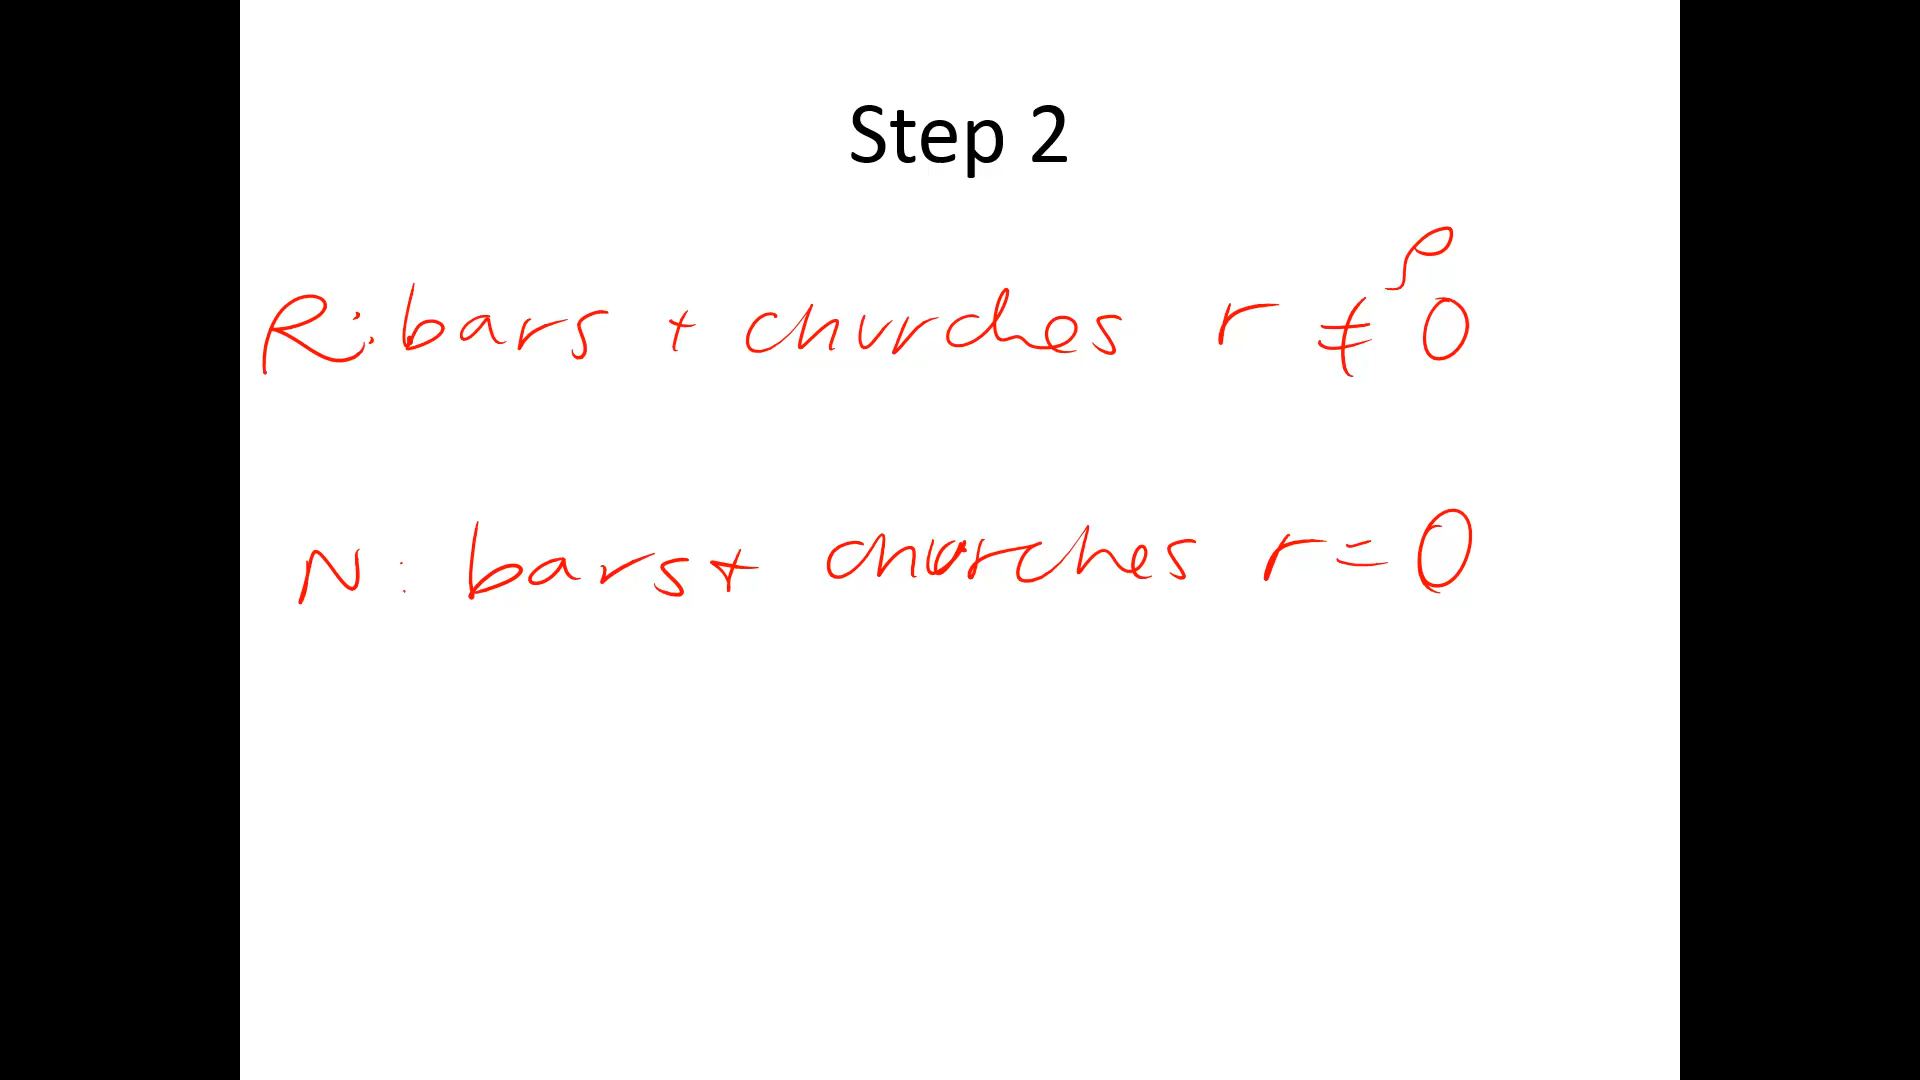 Step 2
ρ
R: bars + churches r ≠ 0
N: bars + churches r = 0